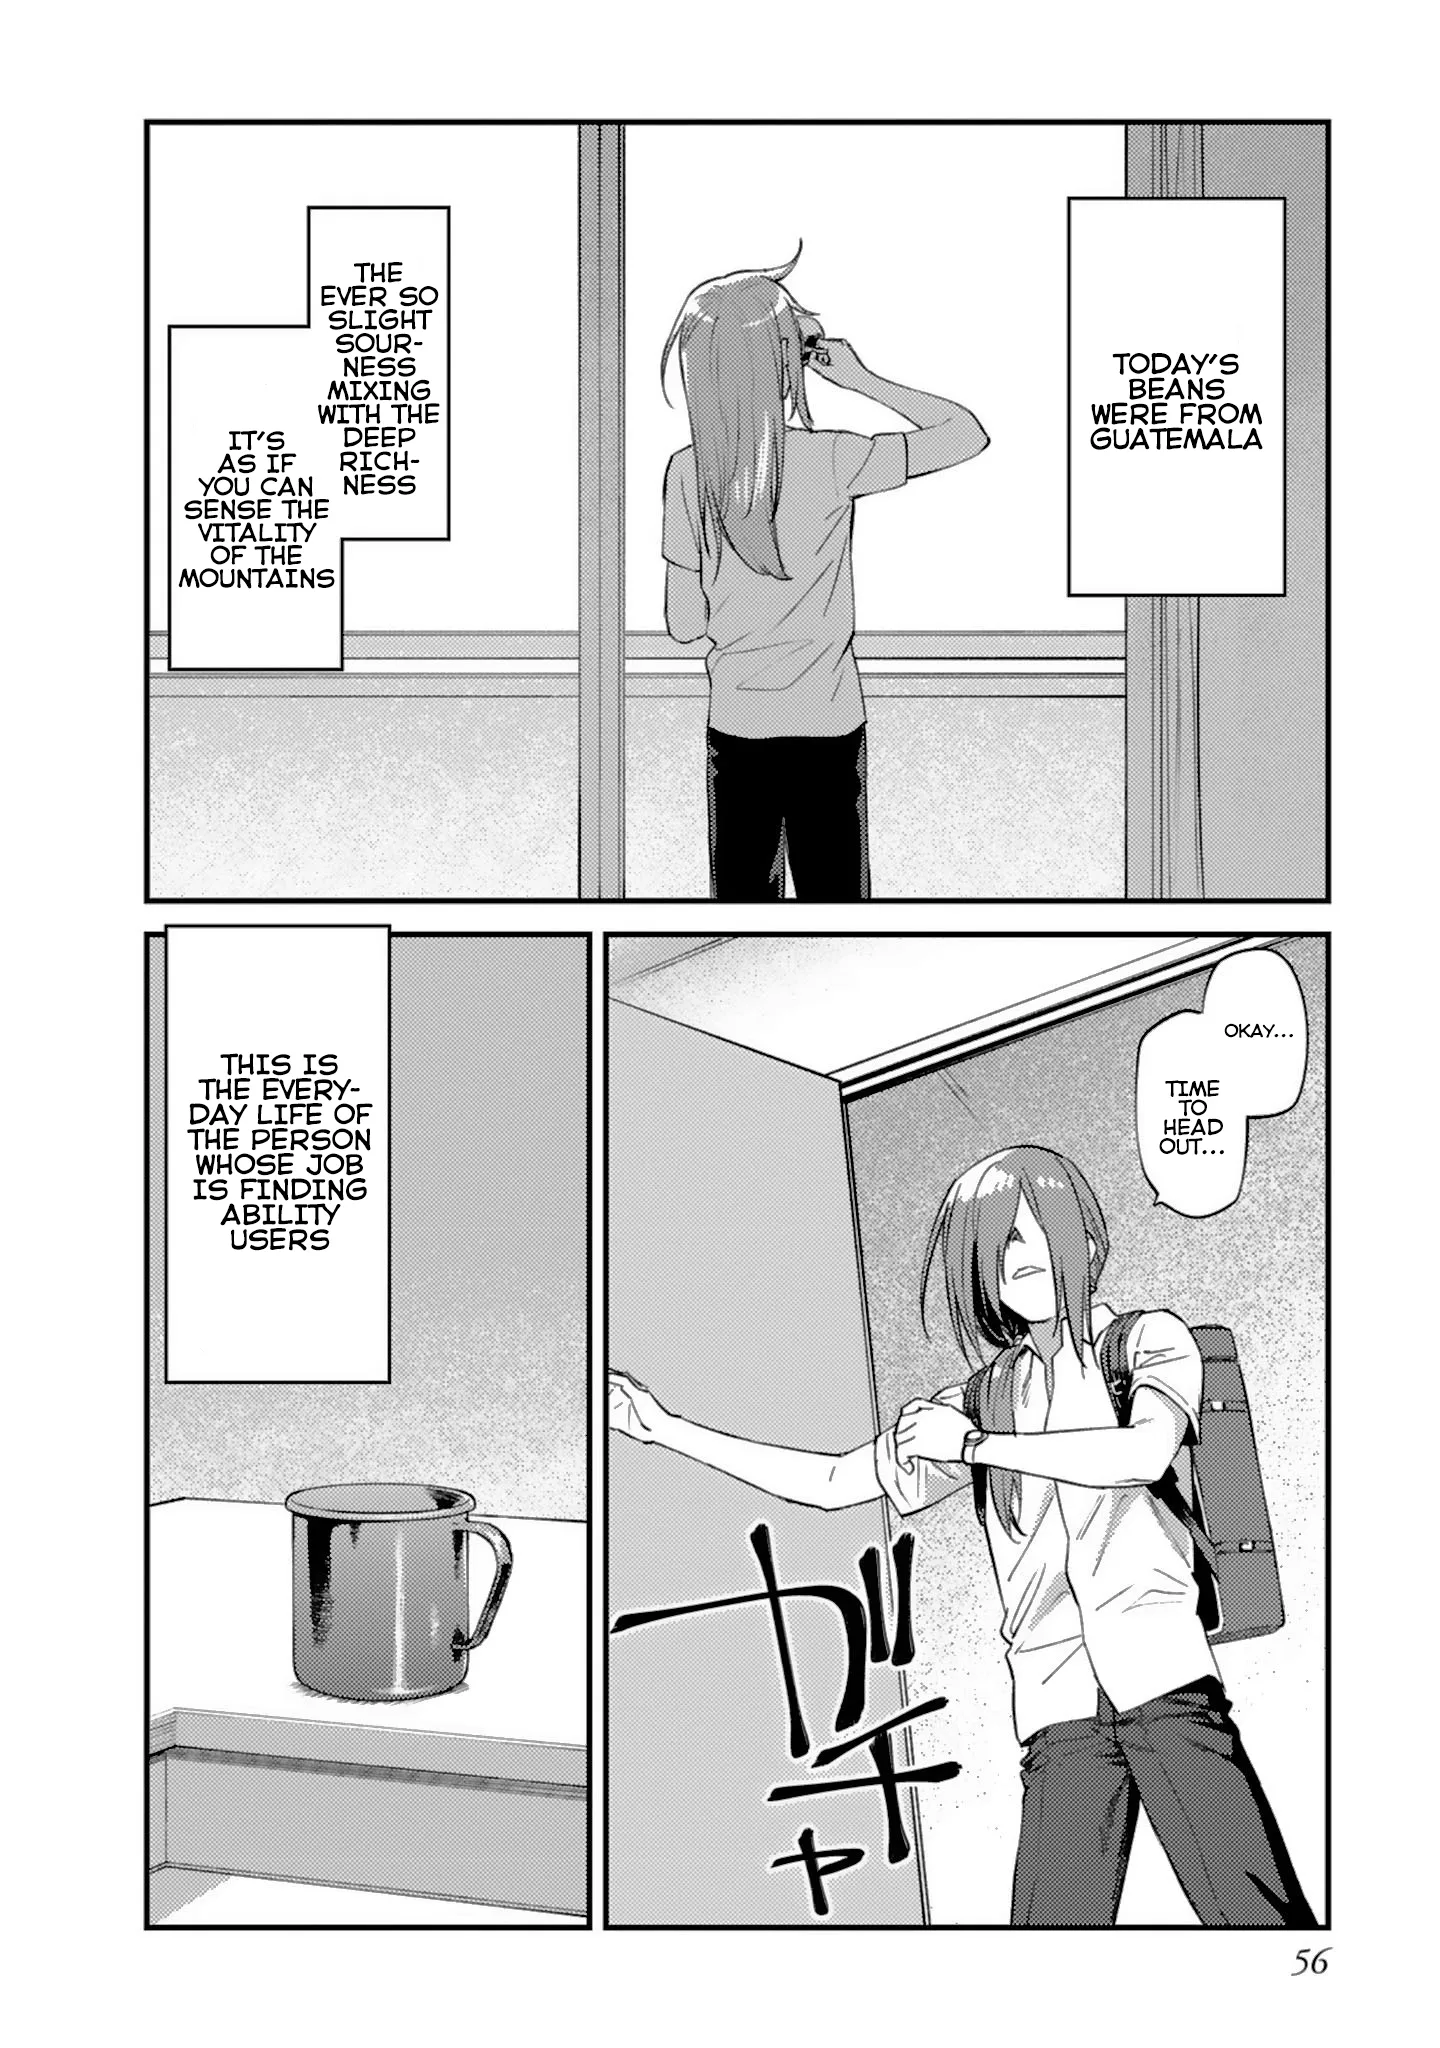 TODAY'S
BEANS
WERE FROM
GUATEMALA
THE
EVER SO
SLIGHT
SOUR-
NESS
MIXING
WITH THE
DEEP
RICH-
NESS
IT'S
AS IF
YOU CAN
SENSE THE
VITALITY
OF THE
MOUNTAINS
OKAY...
TIME
TO
HEAD
OUT...
ガチャ
THIS IS
THE EVERY-
DAY LIFE OF
THE PERSON
WHOSE JOB
IS FINDING
ABILITY
USERS
56